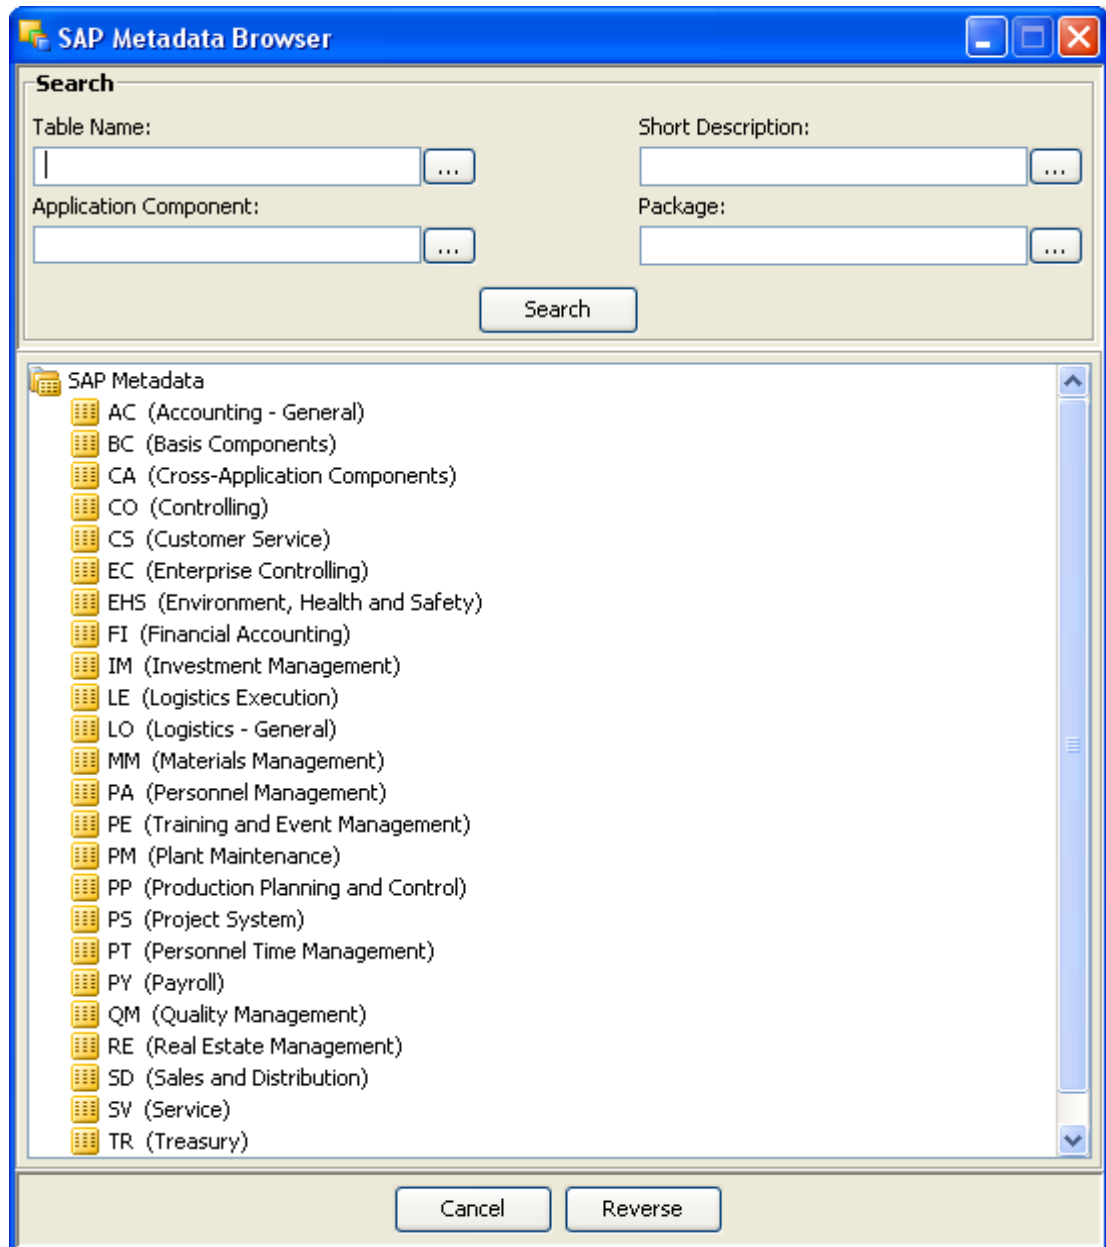 SAP Metadata Browser
Search
Table Name: Short Description:
... ...
Application Component: Package:
... ...
Search
SAP Metadata
AC (Accounting - General)
BC (Basis Components)
CA (Cross-Application Components)
CO (Controlling)
CS (Customer Service)
EC (Enterprise Controlling)
EHS (Environment, Health and Safety)
FI (Financial Accounting)
IM (Investment Management)
LE (Logistics Execution)
LO (Logistics - General)
MM (Materials Management)
PA (Personnel Management)
PE (Training and Event Management)
PM (Plant Maintenance)
PP (Production Planning and Control)
PS (Project System)
PT (Personnel Time Management)
PY (Payroll)
QM (Quality Management)
RE (Real Estate Management)
SD (Sales and Distribution)
SV (Service)
TR (Treasury)
Cancel Reverse